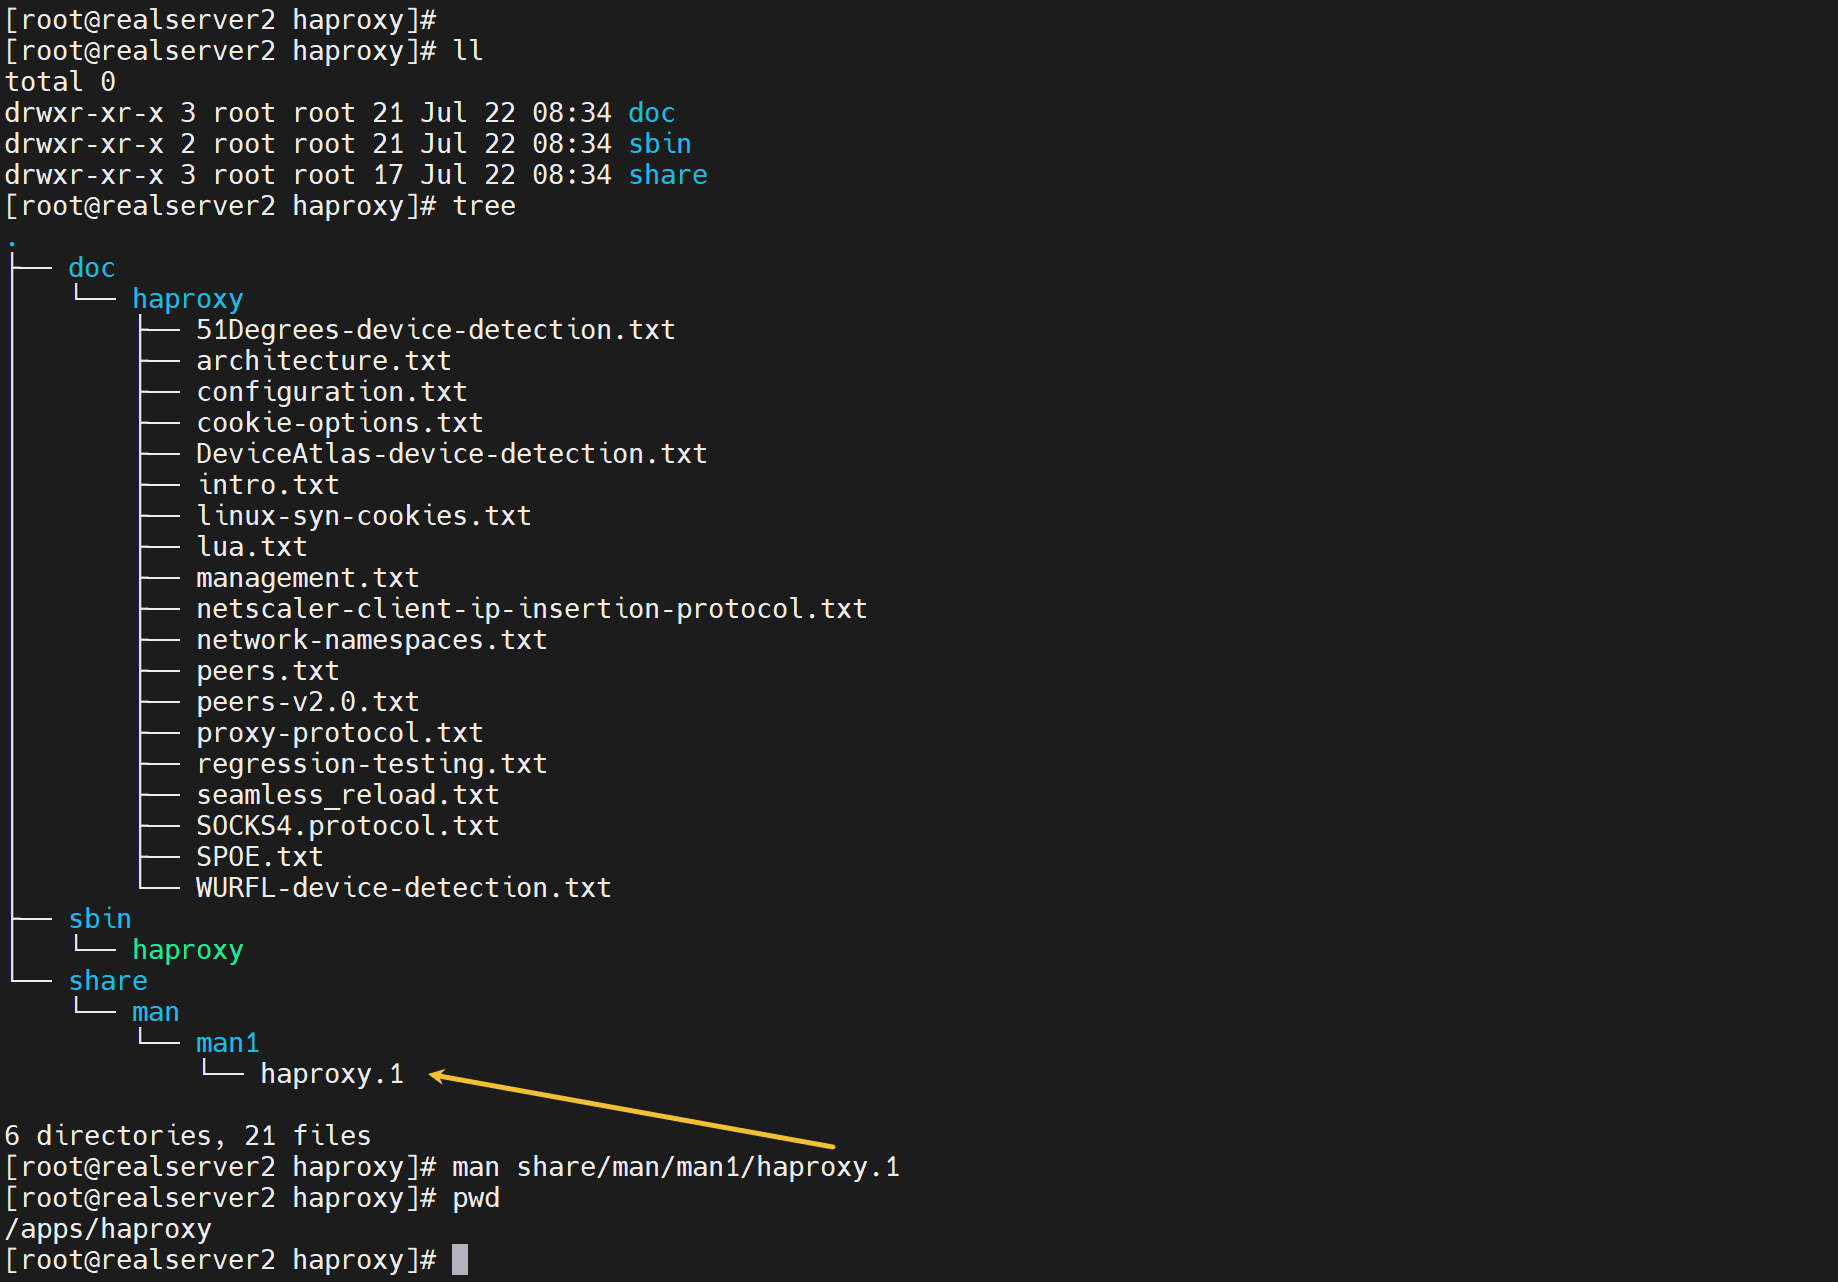 [root@realserver2 haproxy]#
[root@realserver2 haproxy]# ll
total 0
drwxr-xr-x 3 root root 21 Jul 22 08:34 doc
drwxr-xr-x 2 root root 21 Jul 22 08:34 sbin
drwxr-xr-x 3 root root 17 Jul 22 08:34 share
[root@realserver2 haproxy]# tree
.
├── doc
│   └── haproxy
│       ├── 51Degrees-device-detection.txt
│       ├── architecture.txt
│       ├── configuration.txt
│       ├── cookie-options.txt
│       ├── DeviceAtlas-device-detection.txt
│       ├── intro.txt
│       ├── linux-syn-cookies.txt
│       ├── lua.txt
│       ├── management.txt
│       ├── netscaler-client-ip-insertion-protocol.txt
│       ├── network-namespaces.txt
│       ├── peers.txt
│       ├── peers-v2.0.txt
│       ├── proxy-protocol.txt
│       ├── regression-testing.txt
│       ├── seamless_reload.txt
│       ├── SOCKS4.protocol.txt
│       ├── SPOE.txt
│       └── WURFL-device-detection.txt
├── sbin
│   └── haproxy
└── share
    └── man
        └── man1
            └── haproxy.1

6 directories, 21 files
[root@realserver2 haproxy]# man share/man/man1/haproxy.1
[root@realserver2 haproxy]# pwd
/apps/haproxy
[root@realserver2 haproxy]#